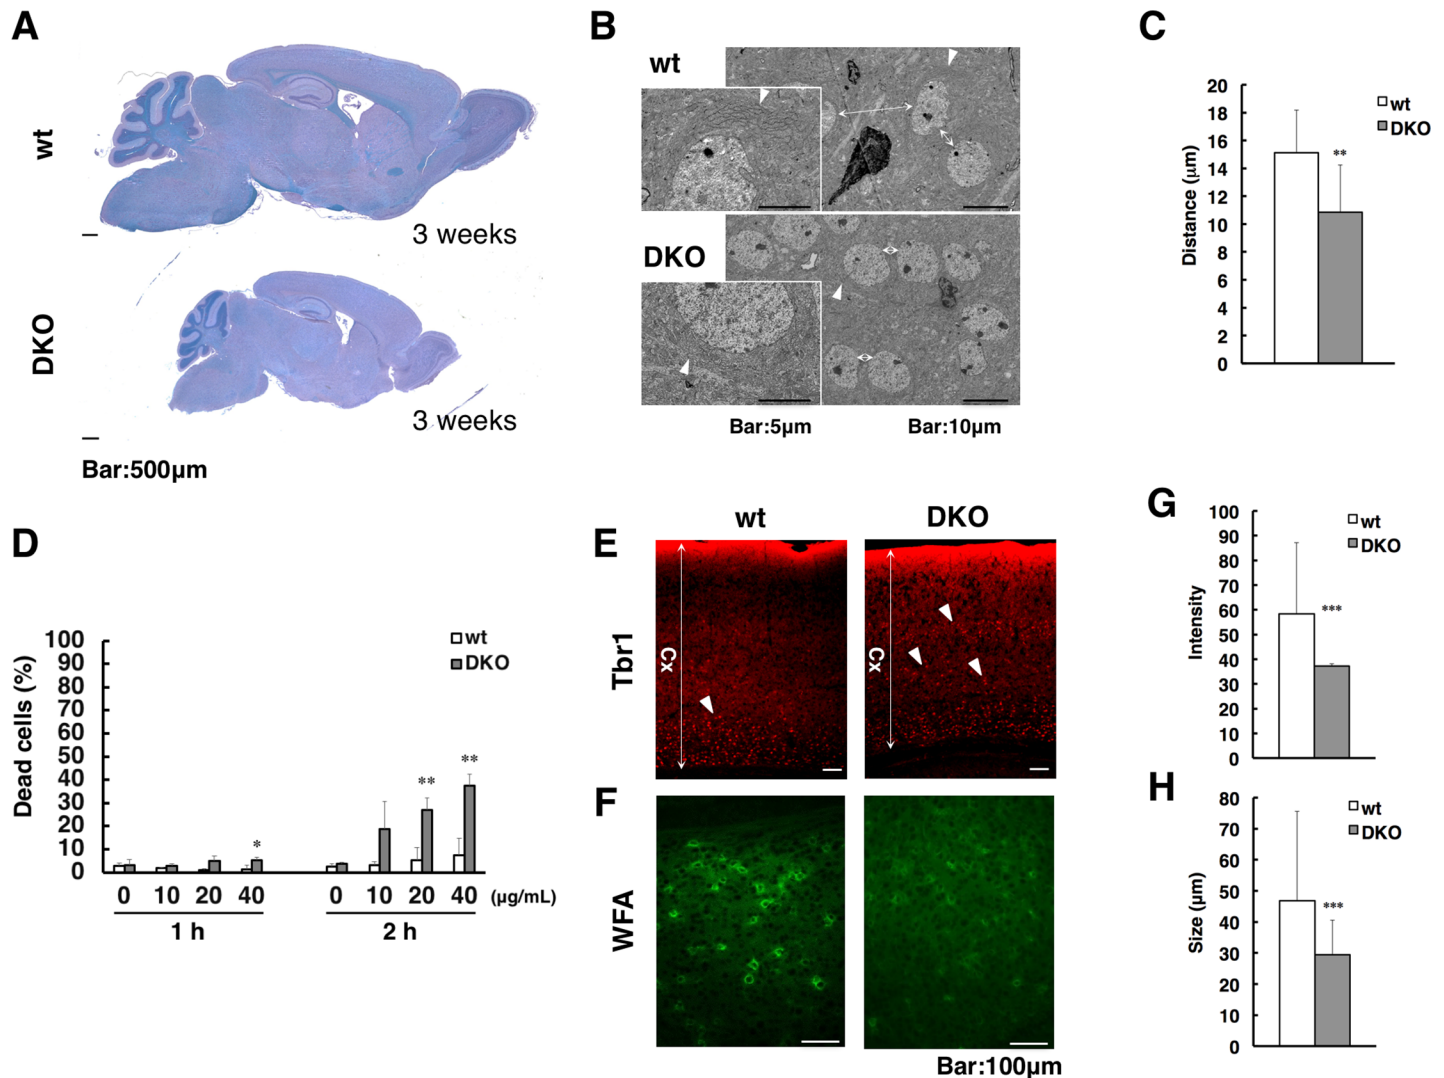 A
wt
3 weeks
DKO
3 weeks
Bar:500µm
B
wt
DKO
Bar:5µm Bar:10µm
C
Distance (µm)
20
18
16
14
12
10
8
6
4
2
0
wt
DKO
**
D
Dead cells (%)
100
90
80
70
60
50
40
30
20
10
0
wt
DKO
*
**
**
0 10 20 40 0 10 20 40 (µg/mL)
1 h 2 h
wt DKO
E
Tbr1
Cx
Cx
F
WFA
Bar:100µm
G
Intensity
100
90
80
70
60
50
40
30
20
10
0
wt
DKO
***
H
Size (µm)
80
70
60
50
40
30
20
10
0
wt
DKO
***